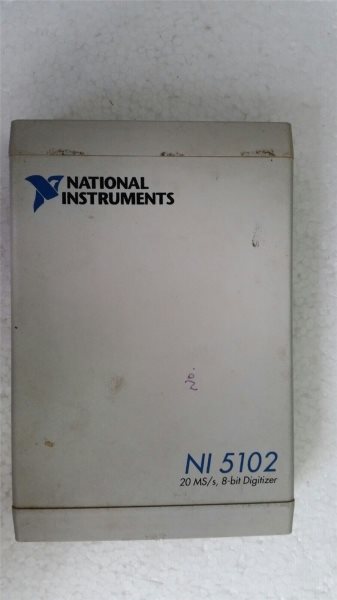 NATIONAL
INSTRUMENTS
NI 5102
20 MS/s, 8-bit Digitizer